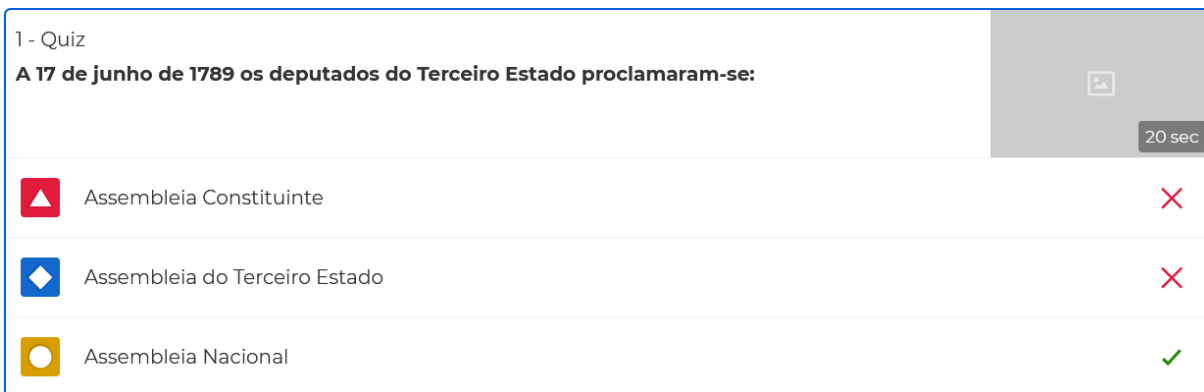 1 - Quiz
A 17 de junho de 1789 os deputados do Terceiro Estado proclamaram-se:
20 sec
Assembleia Constituinte
Assembleia do Terceiro Estado
Assembleia Nacional